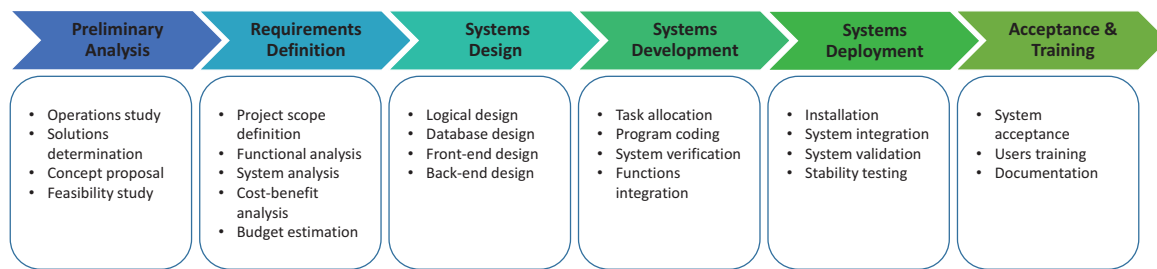 Preliminary
Analysis
Requirements
Definition
Systems
Design
Systems
Development
Systems
Deployment
Acceptance &
Training
• Operations study
• Solutions
determination
• Concept proposal
• Feasibility study
• Project scope
definition
• Functional analysis
• System analysis
• Cost-benefit
analysis
• Budget estimation
• Logical design
• Database design
• Front-end design
• Back-end design
• Task allocation
• Program coding
• System verification
• Functions
integration
• Installation
• System integration
• System validation
• Stability testing
• System
acceptance
• Users training
• Documentation